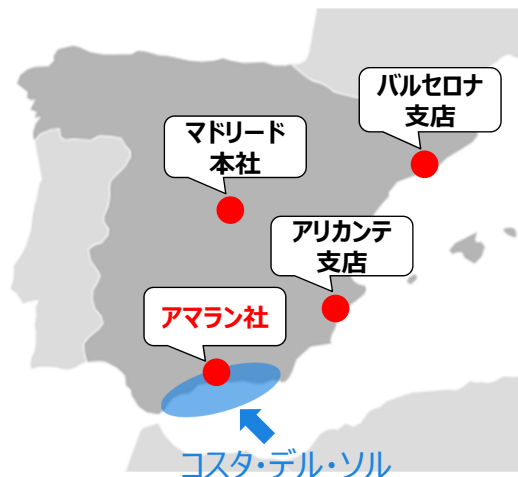 バルセロナ
支店
マドリード
本社
アリカンテ
支店
アマラン社
コスタ・デル・ソル